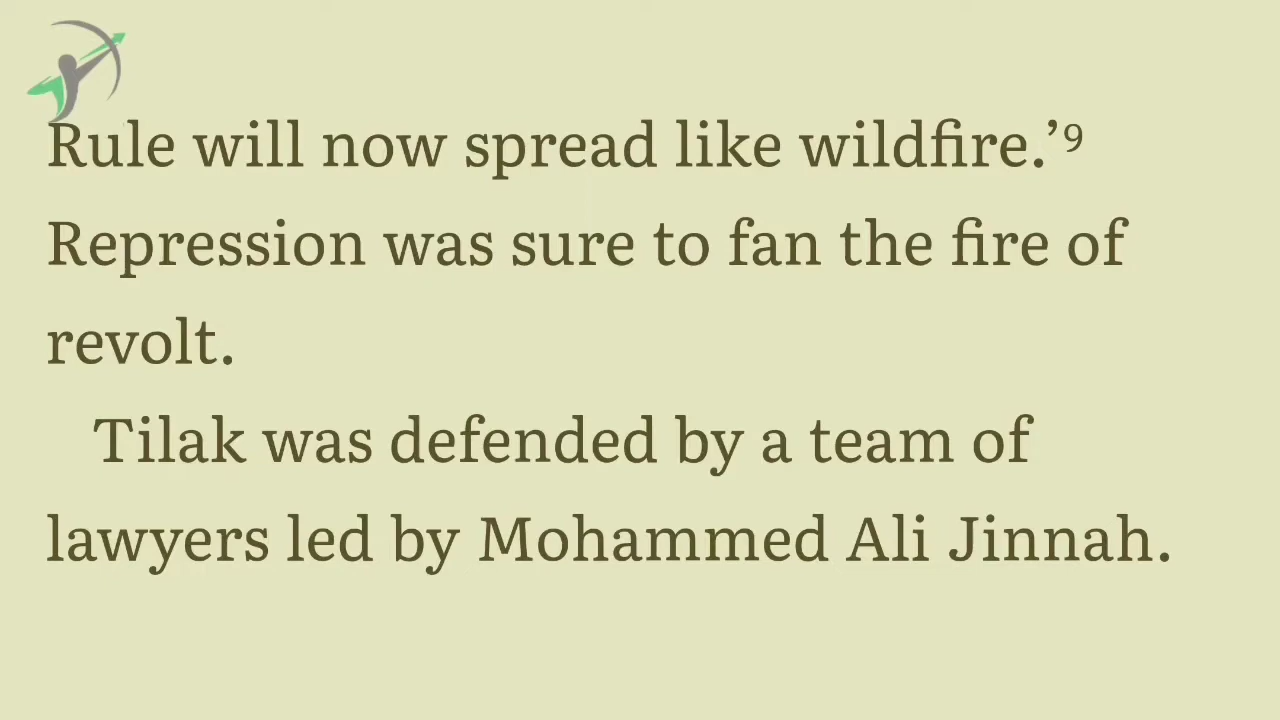 Rule will now spread like wildfire.’⁹
Repression was sure to fan the fire of
revolt.
Tilak was defended by a team of
lawyers led by Mohammed Ali Jinnah.